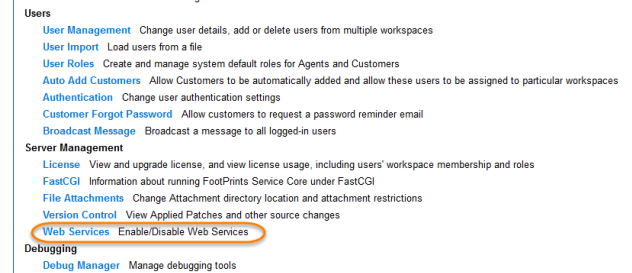 Users
User Management Change user details, add or delete users from multiple workspaces
User Import Load users from a file
User Roles Create and manage system default roles for Agents and Customers
Auto Add Customers Allow Customers to be automatically added and allow these users to be assigned to particular workspaces
Authentication Change user authentication settings
Customer Forgot Password Allow customers to request a password reminder email
Broadcast Message Broadcast a message to all logged-in users
Server Management
License View and upgrade license, and view license usage, including users' workspace membership and roles
FastCGI Information about running FootPrints Service Core under FastCGI
File Attachments Change Attachment directory location and attachment restrictions
Version Control View Applied Patches and other source changes
Web Services Enable/Disable Web Services
Debugging
Debug Manager Manage debugging tools